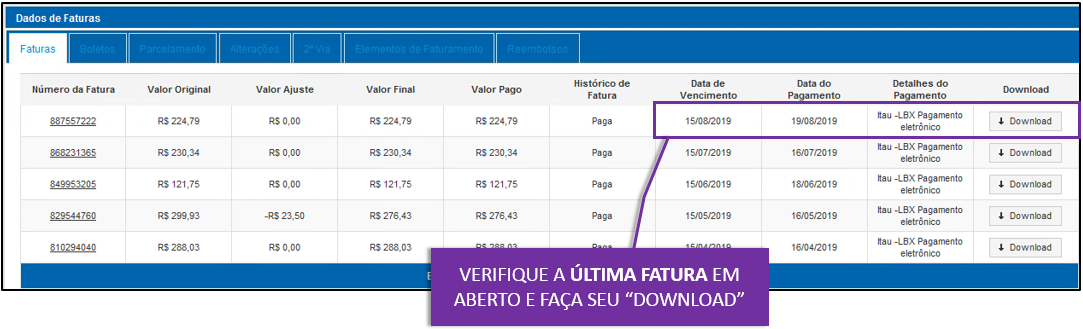 Dados de Faturas
Faturas Boletos Parcelamento Alterações 2ª Via Elementos de Faturamento Reembolsos
Número da Fatura Valor Original Valor Ajuste Valor Final Valor Pago Histórico de Fatura Data de Vencimento Data do Pagamento Detalhes do Pagamento Download
887557222 R$ 224,79 R$ 0,00 R$ 224,79 R$ 224,79 Paga 15/08/2019 19/08/2019 Itau -LBX Pagamento eletrônico Download
868231365 R$ 230,34 R$ 0,00 R$ 230,34 R$ 230,34 Paga 15/07/2019 16/07/2019 Itau -LBX Pagamento eletrônico Download
849953205 R$ 121,75 R$ 0,00 R$ 121,75 R$ 121,75 Paga 15/06/2019 18/06/2019 Itau -LBX Pagamento eletrônico Download
829544760 R$ 299,93 -R$ 23,50 R$ 276,43 R$ 276,43 Paga 15/05/2019 16/05/2019 Itau -LBX Pagamento eletrônico Download
810294040 R$ 288,03 R$ 0,00 R$ 288,03 R$ 288,03 Paga 15/04/2019 16/04/2019 Itau -LBX Pagamento eletrônico Download
VERIFIQUE A ÚLTIMA FATURA EM
ABERTO E FAÇA SEU “DOWNLOAD”